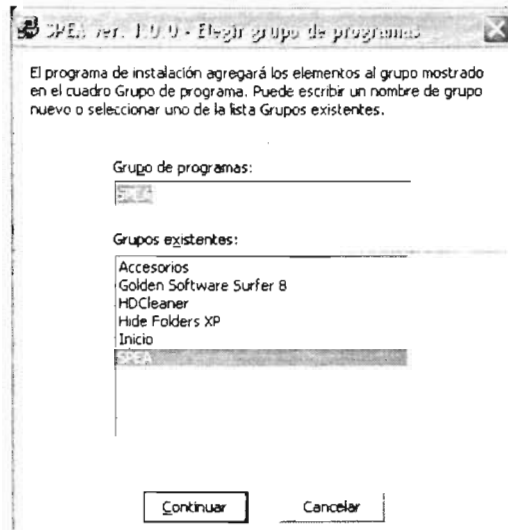 SPEA ver. 1.0.0 - Elegir grupo de programas
El programa de instalación agregará los elementos al grupo mostrado
en el cuadro Grupo de programa. Puede escribir un nombre de grupo
nuevo o seleccionar uno de la lista Grupos existentes.
Grupo de programas:
SPEA
Grupos existentes:
Accesorios
Golden Software Surfer 8
HDCleaner
Hide Folders XP
Inicio
SPEA
Continuar
Cancelar